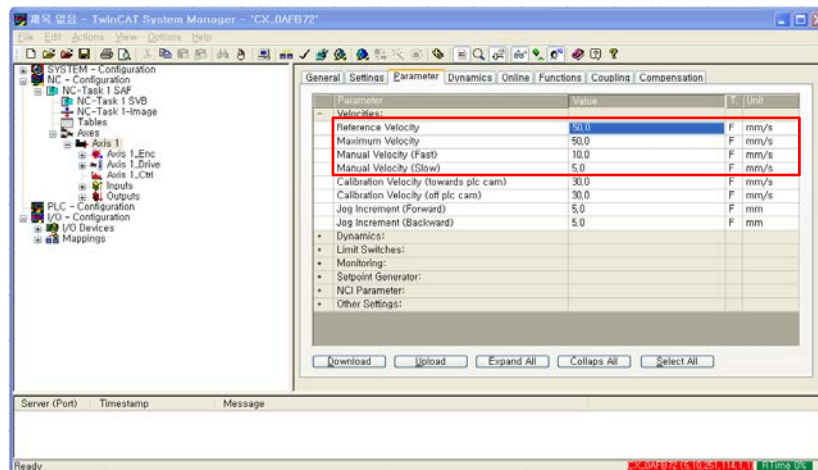 제목 없음 - TwinCAT System Manager - 'CX_0AFB72'
File Edit Actions View Options Help
SYSTEM - Configuration
NC - Configuration
NC-Task 1 SAF
NC-Task 1 SVB
NC-Task 1-Image
Tables
Axes
Axis 1
Axis 1_Enc
Axis 1_Drive
Axis 1_Ctrl
Inputs
Outputs
PLC - Configuration
I/O - Configuration
I/O Devices
Mappings
General Settings Parameter Dynamics Online Functions Coupling Compensation
Parameter Value T. Unit
- Velocities:
Reference Velocity 50,0 F mm/s
Maximum Velocity 50,0 F mm/s
Manual Velocity (Fast) 10,0 F mm/s
Manual Velocity (Slow) 5,0 F mm/s
Calibration Velocity (towards plc cam) 30,0 F mm/s
Calibration Velocity (off plc cam) 30,0 F mm/s
Jog Increment (Forward) 5,0 F mm
Jog Increment (Backward) 5,0 F mm
+ Dynamics:
+ Limit Switches:
+ Monitoring:
+ Setpoint Generator:
+ NCI Parameter:
+ Other Settings:
Download Upload Expand All Collaps All Select All
Server (Port) Timestamp Message
Ready CX_0AFB72 (5.10.251.114.1.1) RTime 0%